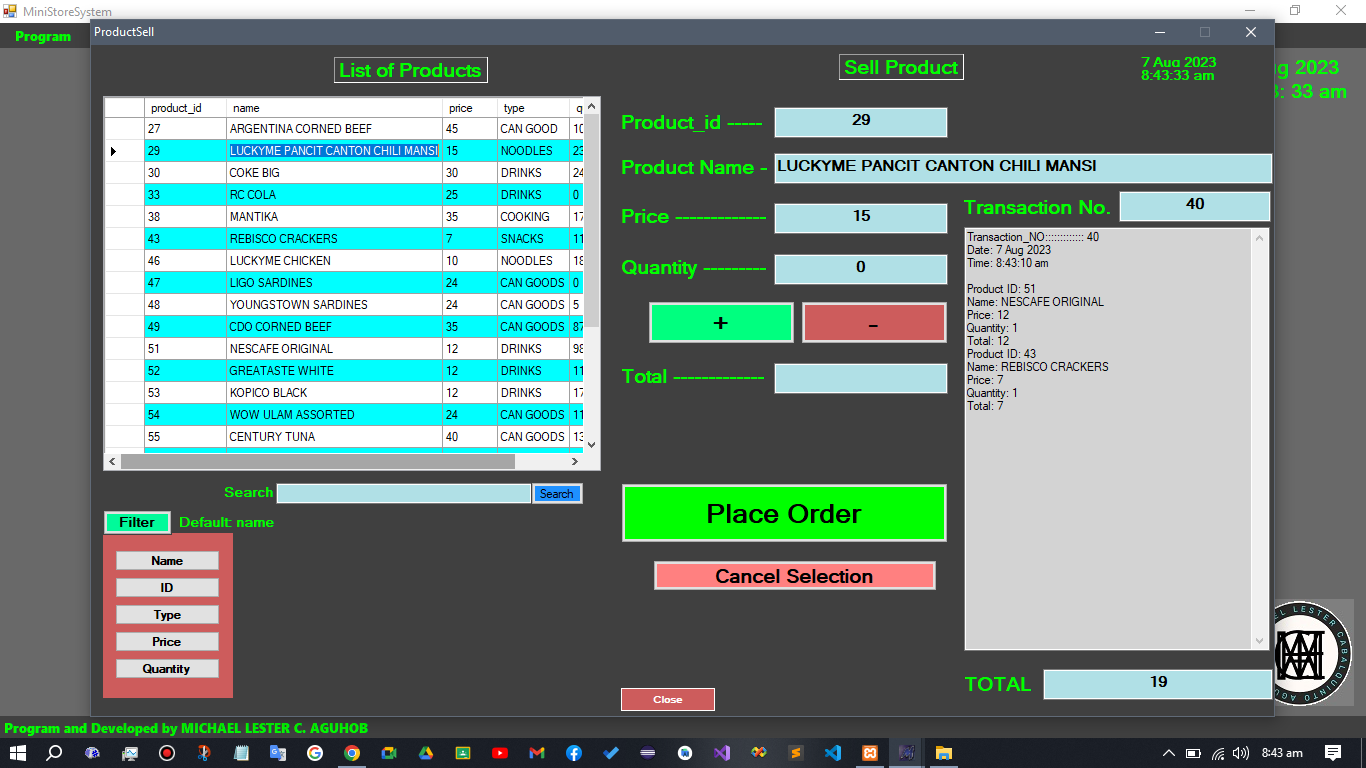 MiniStoreSystem
Program
ProductSell
List of Products
Sell Product
7 Aug 2023
8:43:33 am
ug 2023
3: 33 am
product_id name price type q
27 ARGENTINA CORNED BEEF 45 CAN GOOD 10
29 LUCKYME PANCIT CANTON CHILI MANSI 15 NOODLES 23
30 COKE BIG 30 DRINKS 24
33 RC COLA 25 DRINKS 0
38 MANTIKA 35 COOKING 17
43 REBISCO CRACKERS 7 SNACKS 11
46 LUCKYME CHICKEN 10 NOODLES 18
47 LIGO SARDINES 24 CAN GOODS 0
48 YOUNGSTOWN SARDINES 24 CAN GOODS 5
49 CDO CORNED BEEF 35 CAN GOODS 87
51 NESCAFE ORIGINAL 12 DRINKS 98
52 GREATASTE WHITE 12 DRINKS 11
53 KOPICO BLACK 12 DRINKS 17
54 WOW ULAM ASSORTED 24 CAN GOODS 11
55 CENTURY TUNA 40 CAN GOODS 13
Search
Search
Filter Default: name
Name
ID
Type
Price
Quantity
Product_id ----- 29
Product Name - LUCKYME PANCIT CANTON CHILI MANSI
Price ------------- 15
Quantity --------- 0
+ -
Total -------------
Place Order
Cancel Selection
Close
Transaction No. 40
Transaction_NO::::::::::::: 40
Date: 7 Aug 2023
Time: 8:43:10 am
Product ID: 51
Name: NESCAFE ORIGINAL
Price: 12
Quantity: 1
Total: 12
Product ID: 43
Name: REBISCO CRACKERS
Price: 7
Quantity: 1
Total: 7
TOTAL 19
Program and Developed by MICHAEL LESTER C. AGUHOB
8:43 am